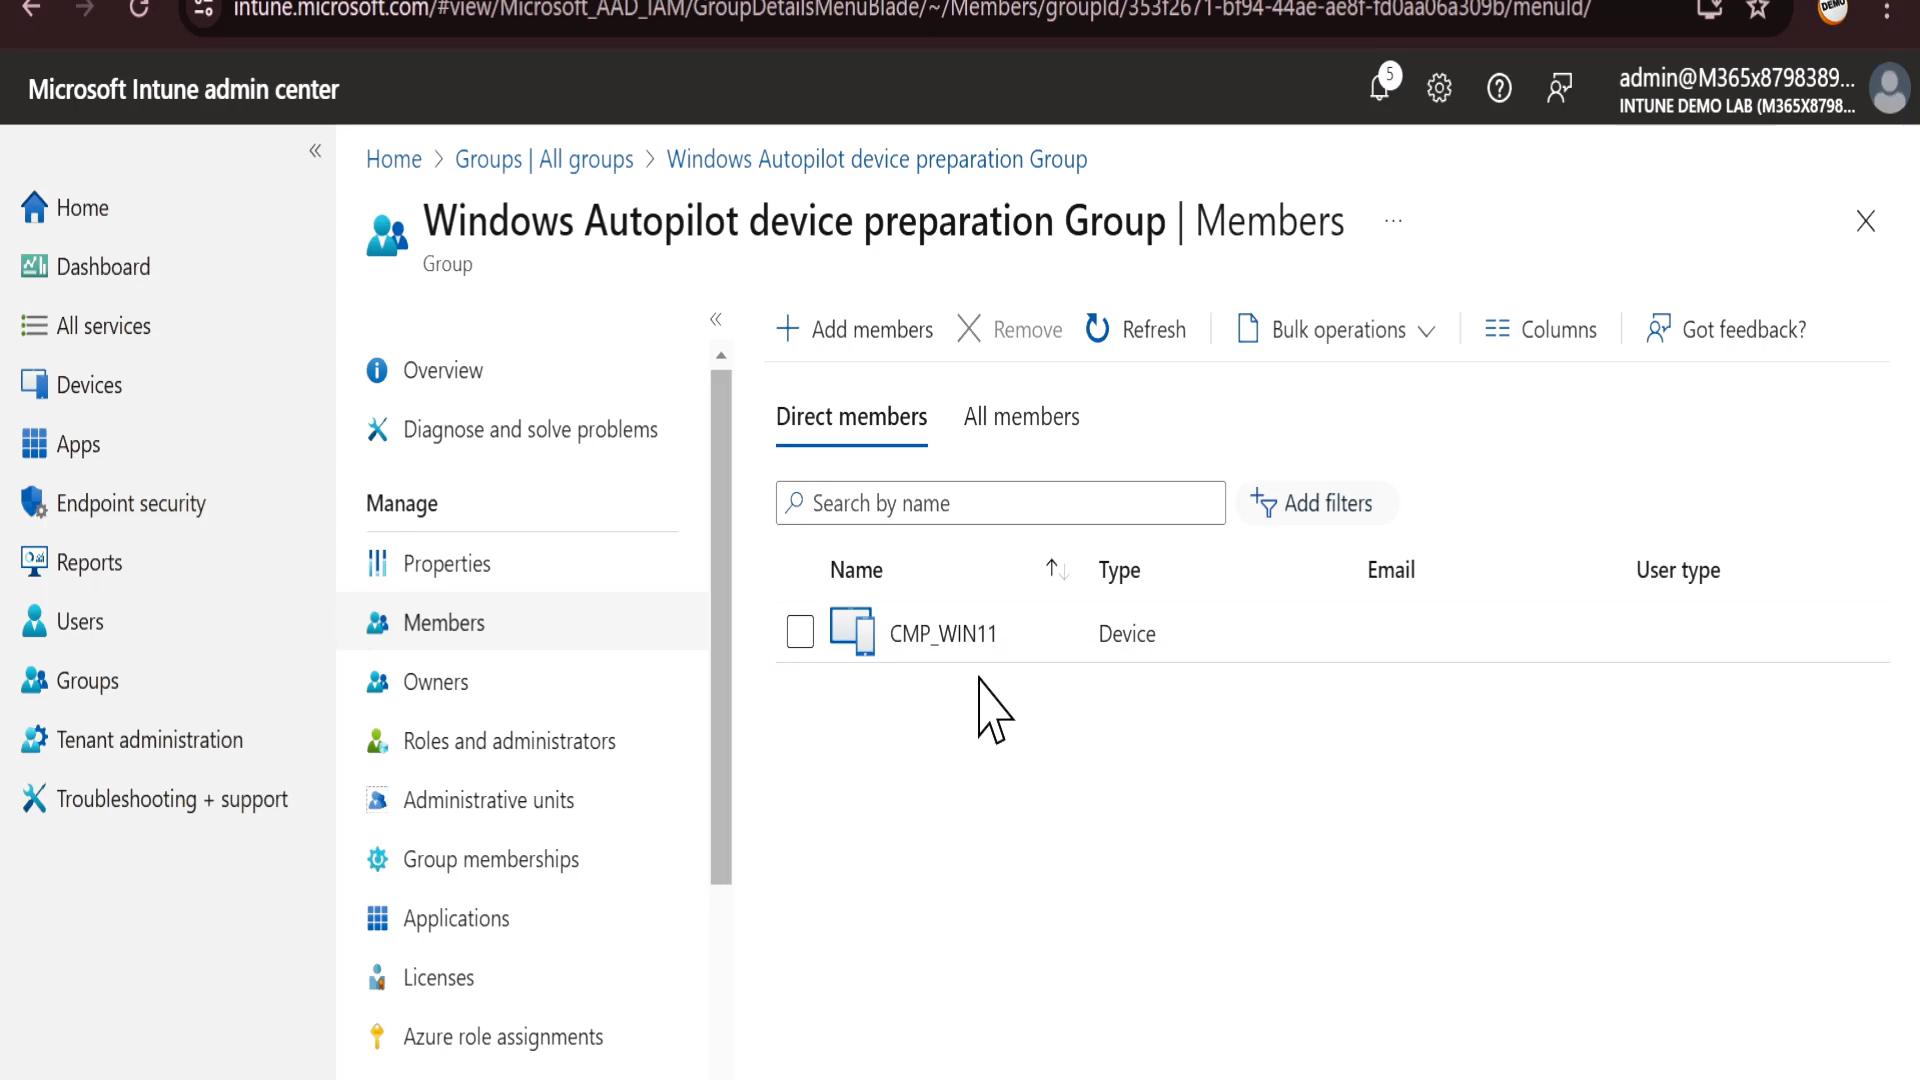 intune.microsoft.com/#view/Microsoft_AAD_IAM/GroupDetailsMenuBlade/~/Members/groupId/353f2671-bf94-44ae-ae8f-fd0aa06a309b/menuId/
DEMO
Microsoft Intune admin center
5
admin@M365x8798389...
INTUNE DEMO LAB (M365X8798...
Home > Groups | All groups > Windows Autopilot device preparation Group
Windows Autopilot device preparation Group | Members ...
Group
Home
Dashboard
All services
Devices
Apps
Endpoint security
Reports
Users
Groups
Tenant administration
Troubleshooting + support
Overview
Diagnose and solve problems
Manage
Properties
Members
Owners
Roles and administrators
Administrative units
Group memberships
Applications
Licenses
Azure role assignments
Add members Remove Refresh Bulk operations Columns Got feedback?
Direct members All members
Search by name Add filters
Name Type Email User type
CMP_WIN11 Device